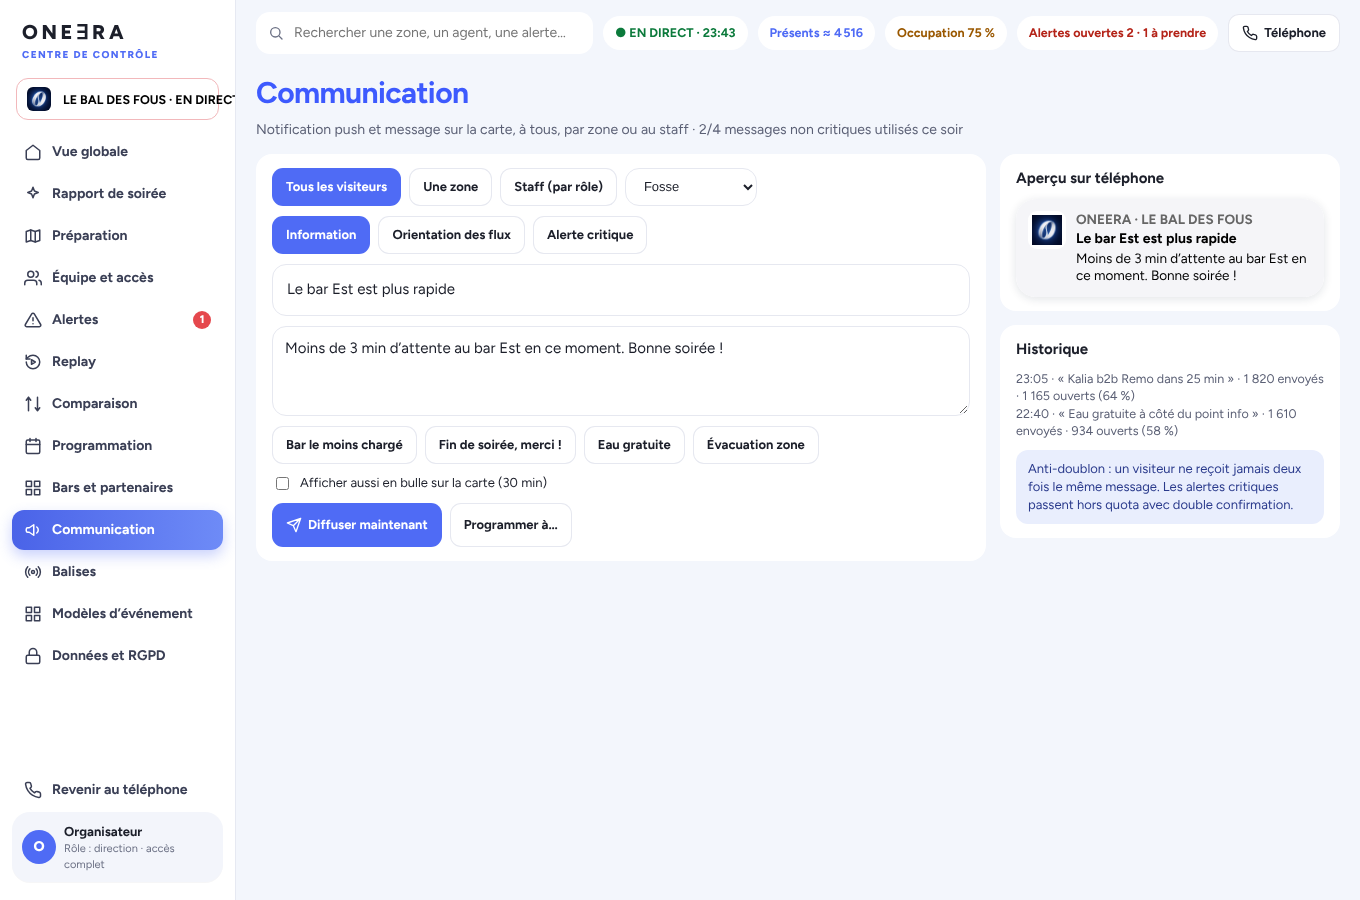 ONEƎRA
CENTRE DE CONTRÔLE
LE BAL DES FOUS · EN DIRECT
Vue globale
Rapport de soirée
Préparation
Équipe et accès
Alertes
1
Replay
Comparaison
Programmation
Bars et partenaires
Communication
Balises
Modèles d’événement
Données et RGPD
Revenir au téléphone
O
Organisateur
Rôle : direction · accès
complet
Rechercher une zone, un agent, une alerte...
EN DIRECT · 23:43
Présents ≈ 4 516
Occupation 75 %
Alertes ouvertes 2 · 1 à prendre
Téléphone
Communication
Notification push et message sur la carte, à tous, par zone ou au staff · 2/4 messages non critiques utilisés ce soir
Tous les visiteurs
Une zone
Staff (par rôle)
Fosse
Information
Orientation des flux
Alerte critique
Le bar Est est plus rapide
Moins de 3 min d’attente au bar Est en ce moment. Bonne soirée !
Bar le moins chargé
Fin de soirée, merci !
Eau gratuite
Évacuation zone
Afficher aussi en bulle sur la carte (30 min)
Diffuser maintenant
Programmer à...
Aperçu sur téléphone
ONEERA · LE BAL DES FOUS
Le bar Est est plus rapide
Moins de 3 min d’attente au bar Est en
ce moment. Bonne soirée !
Historique
23:05 · « Kalia b2b Remo dans 25 min » · 1 820 envoyés
· 1 165 ouverts (64 %)
22:40 · « Eau gratuite à côté du point info » · 1 610
envoyés · 934 ouverts (58 %)
Anti-doublon : un visiteur ne reçoit jamais deux
fois le même message. Les alertes critiques
passent hors quota avec double confirmation.